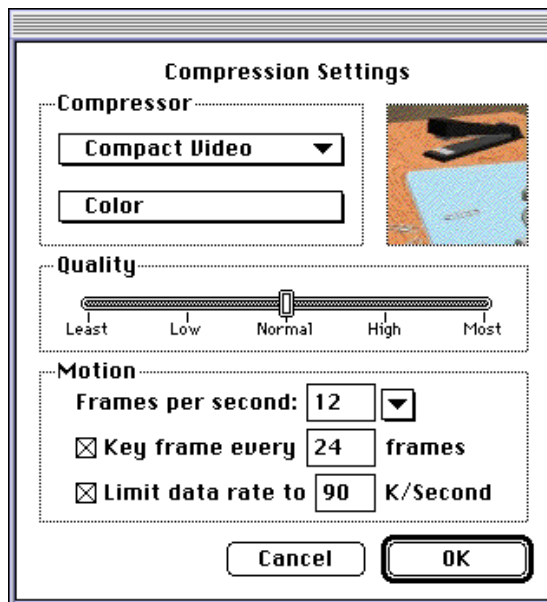 Compression Settings
Compressor
Compact Video
Color
Quality
Least Low Normal High Most
Motion
Frames per second: 12
Key frame every 24 frames
Limit data rate to 90 K/Second
Cancel OK